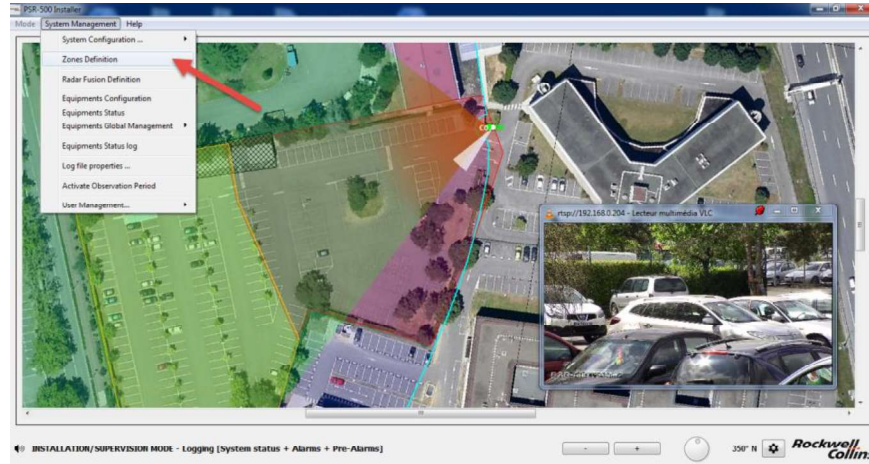 PSR-500 Installer
Mode System Management Help
System Configuration ...
Zones Definition
Radar Fusion Definition
Equipments Configuration
Equipments Status
Equipments Global Management
Equipments Status log
Log file properties ...
Activate Observation Period
User Management...
rtsp://192.168.0.204 - Lecteur multimédia VLC
INSTALLATION/SUPERVISION MODE - Logging [System status + Alarms + Pre-Alarms]
- +
350° N
Rockwell
Collins